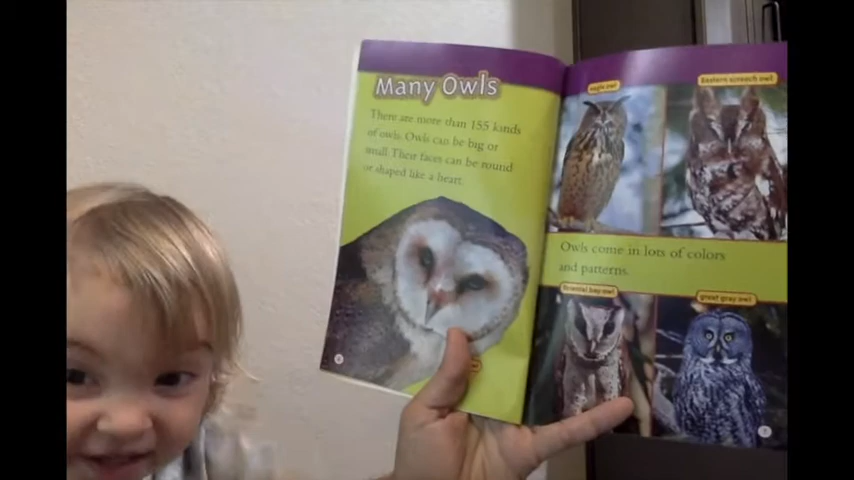 Many Owls
There are more than 155 kinds
of owls. Owls can be big or
small. Their faces can be round
or shaped like a heart.
6
eagle owl
Eastern screech owl
Owls come in lots of colors
and patterns.
Oriental bay owl
great gray owl
7